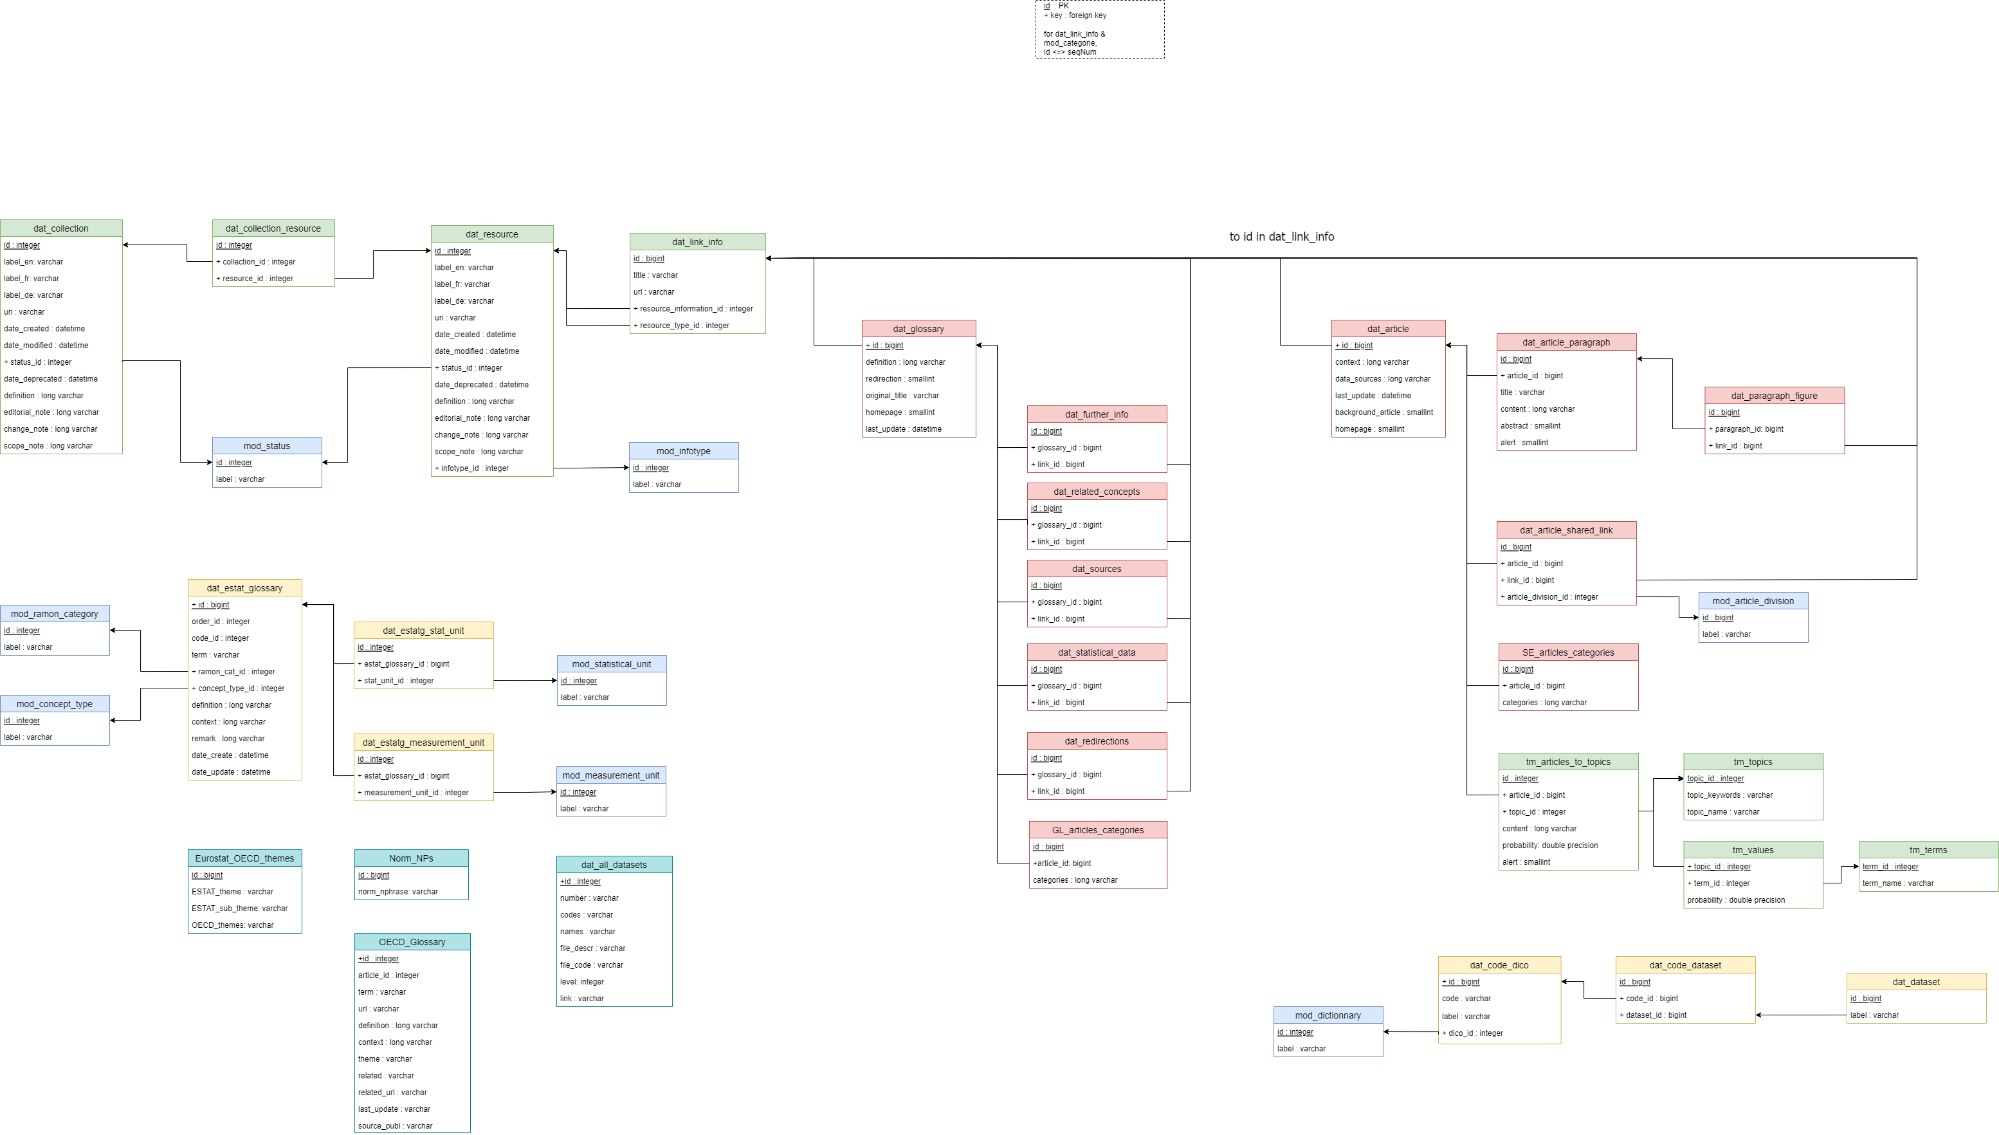 id : PK
+ key : foreign key
for dat_link_info &
mod_categorie,
id <=> seqNum
to id in dat_link_info
dat_collection
id : integer
label_en: varchar
label_fr: varchar
label_de: varchar
uri : varchar
date_created : datetime
date_modified : datetime
+ status_id : integer
date_deprecated : datetime
definition : long varchar
editorial_note : long varchar
change_note : long varchar
scope_note : long varchar
dat_collection_resource
id : integer
+ collection_id : integer
+ resource_id : integer
mod_status
id : integer
label : varchar
dat_resource
id : integer
label_en: varchar
label_fr: varchar
label_de: varchar
uri : varchar
date_created : datetime
date_modified : datetime
+ status_id : integer
date_deprecated : datetime
definition : long varchar
editorial_note : long varchar
change_note : long varchar
scope_note : long varchar
+ infotype_id : integer
dat_link_info
id : bigint
title : varchar
url : varchar
+ resource_information_id : integer
+ resource_type_id : integer
mod_infotype
id : integer
label : varchar
dat_glossary
+ id : bigint
definition : long varchar
redirection : smallint
original_title : varchar
homepage : smallint
last_update : datetime
dat_further_info
id : bigint
+ glossary_id : bigint
+ link_id : bigint
dat_related_concepts
id : bigint
+ glossary_id : bigint
+ link_id : bigint
dat_sources
id : bigint
+ glossary_id : bigint
+ link_id : bigint
dat_statistical_data
id : bigint
+ glossary_id : bigint
+ link_id : bigint
dat_redirections
id : bigint
+ glossary_id : bigint
+ link_id : bigint
GL_articles_categories
id : bigint
+article_id: bigint
categories : long varchar
dat_article
+ id : bigint
context : long varchar
data_sources : long varchar
last_update : datetime
background_article : smallint
homepage : smallint
dat_article_paragraph
id : bigint
+ article_id : bigint
title : varchar
content : long varchar
abstract : smallint
alert : smallint
dat_paragraph_figure
id : bigint
+ paragraph_id: bigint
+ link_id : bigint
dat_article_shared_link
id : bigint
+ article_id : bigint
+ link_id : bigint
+ article_division_id : integer
mod_article_division
id : bigint
label : varchar
SE_articles_categories
id : bigint
+ article_id : bigint
categories : long varchar
tm_articles_to_topics
id : integer
+ article_id : bigint
+ topic_id : integer
content : long varchar
probability: double precision
alert : smallint
tm_topics
topic_id : integer
topic_keywords : varchar
topic_name : varchar
tm_values
+ topic_id : integer
+ term_id : integer
probability : double precision
tm_terms
term_id : integer
term_name : varchar
mod_ramon_category
id : integer
label : varchar
mod_concept_type
id : integer
label : varchar
dat_estat_glossary
+ id : bigint
order_id : integer
code_id : integer
term : varchar
+ ramon_cat_id : integer
+ concept_type_id : integer
definition : long varchar
context : long varchar
remark : long varchar
date_create : datetime
date_update : datetime
dat_estatg_stat_unit
id : integer
+ estat_glossary_id : bigint
+ stat_unit_id : integer
mod_statistical_unit
id : integer
label : varchar
dat_estatg_measurement_unit
id : integer
+ estat_glossary_id : bigint
+ measurement_unit_id : integer
mod_measurement_unit
id : integer
label : varchar
Eurostat_OECD_themes
id : bigint
ESTAT_theme : varchar
ESTAT_sub_theme: varchar
OECD_themes: varchar
Norm_NPs
id : bigint
norm_nphrase: varchar
OECD_Glossary
+id : integer
article_id : integer
term : varchar
url : varchar
definition : long varchar
context : long varchar
theme : varchar
related : varchar
related_url : varchar
last_update : varchar
source_publ : varchar
dat_all_datasets
+id : integer
number : varchar
codes : varchar
names : varchar
file_descr : varchar
file_code : varchar
level: integer
link : varchar
mod_dictionnary
id : integer
label : varchar
dat_code_dico
+ id : bigint
code : varchar
label : varchar
+ dico_id : integer
dat_code_dataset
id : bigint
+ code_id : bigint
+ dataset_id : bigint
dat_dataset
id : bigint
label : varchar